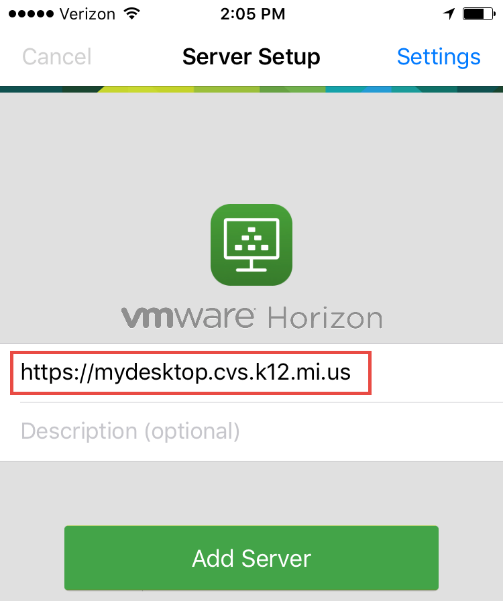 Verizon 2:05 PM
Cancel Server Setup Settings
vmware Horizon
https://mydesktop.cvs.k12.mi.us
Description (optional)
Add Server